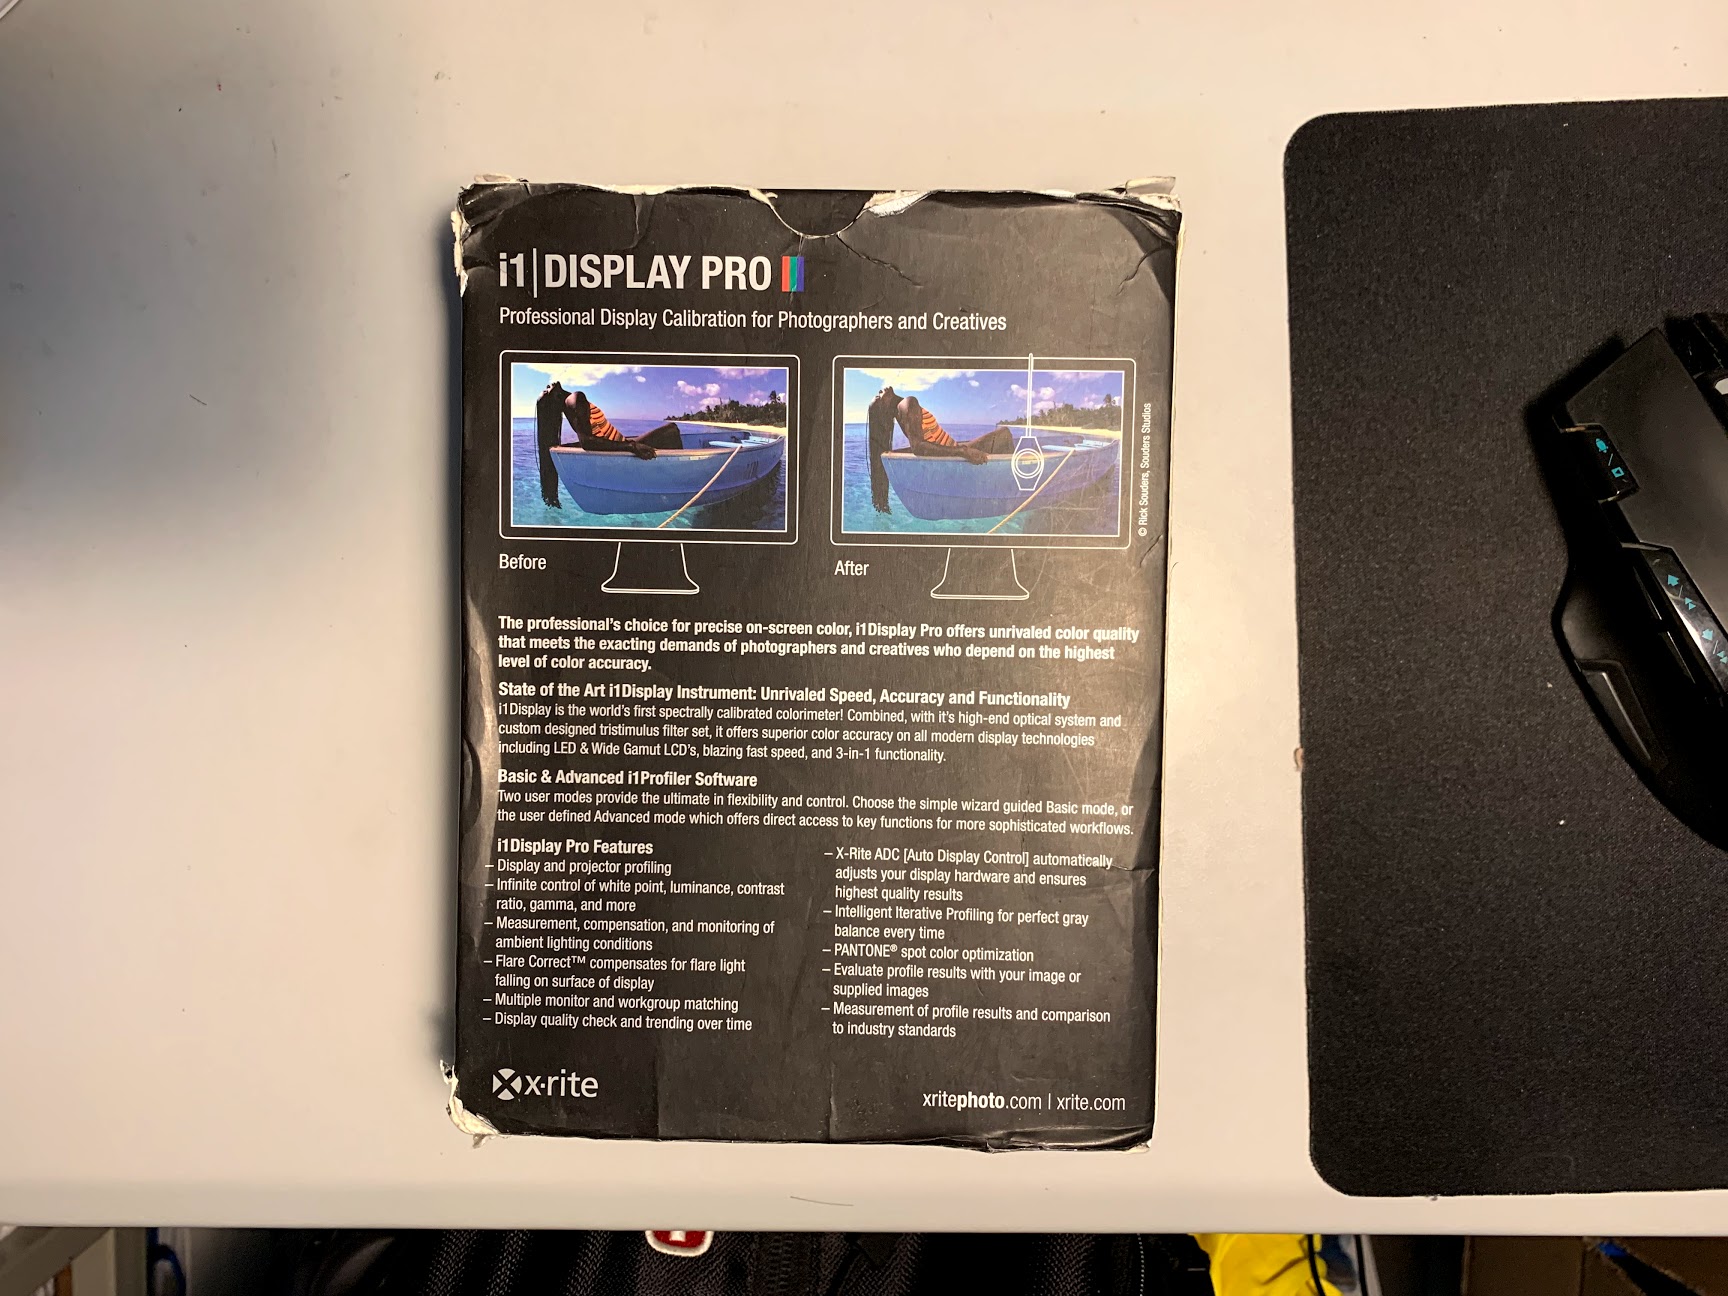 i1|DISPLAY PRO
Professional Display Calibration for Photographers and Creatives
Before
After
© Rick Souders, Souders Studios
The professional's choice for precise on-screen color, i1Display Pro offers unrivaled color quality
that meets the exacting demands of photographers and creatives who depend on the highest
level of color accuracy.
State of the Art i1Display Instrument: Unrivaled Speed, Accuracy and Functionality
i1Display is the world's first spectrally calibrated colorimeter! Combined, with it's high-end optical system and
custom designed tristimulus filter set, it offers superior color accuracy on all modern display technologies
including LED & Wide Gamut LCD's, blazing fast speed, and 3-in-1 functionality.
Basic & Advanced i1Profiler Software
Two user modes provide the ultimate in flexibility and control. Choose the simple wizard guided Basic mode, or
the user defined Advanced mode which offers direct access to key functions for more sophisticated workflows.
i1Display Pro Features
– Display and projector profiling
– Infinite control of white point, luminance, contrast
ratio, gamma, and more
– Measurement, compensation, and monitoring of
ambient lighting conditions
– Flare Correct™ compensates for flare light
falling on surface of display
– Multiple monitor and workgroup matching
– Display quality check and trending over time
– X-Rite ADC [Auto Display Control] automatically
adjusts your display hardware and ensures
highest quality results
– Intelligent Iterative Profiling for perfect gray
balance every time
– PANTONE® spot color optimization
– Evaluate profile results with your image or
supplied images
– Measurement of profile results and comparison
to industry standards
x·rite
xritephoto.com | xrite.com